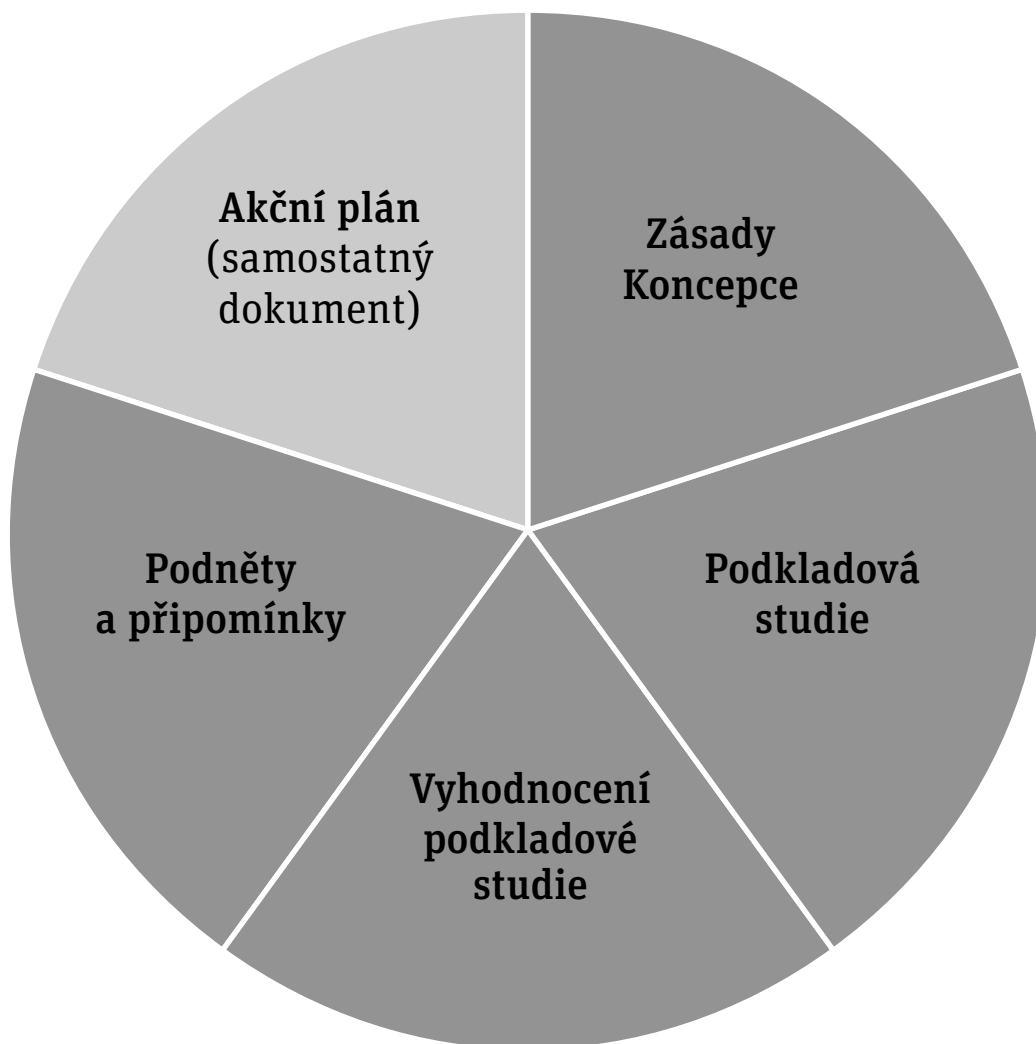 Akční plán
(samostatný
dokument)
Zásady
Koncepce
Podněty
a připomínky
Podkladová
studie
Vyhodnocení
podkladové
studie